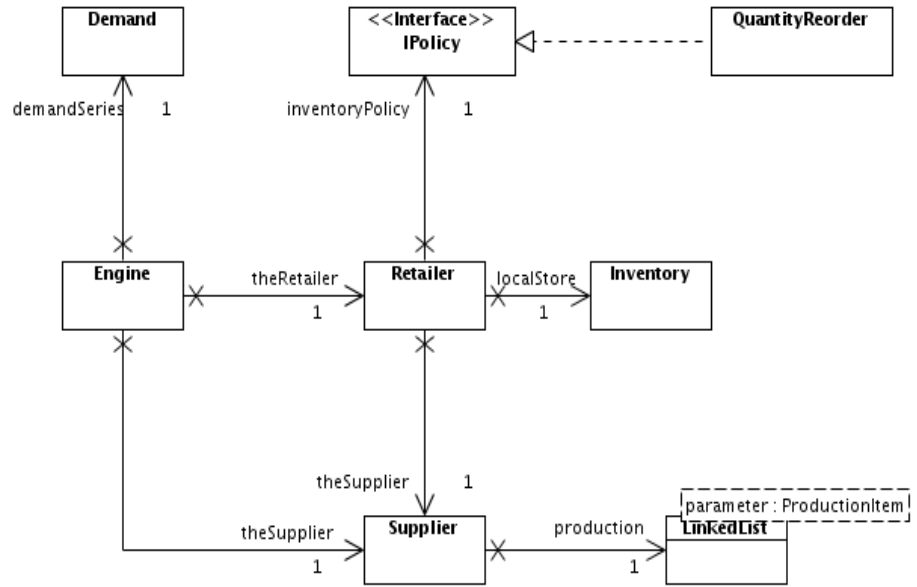 Demand
<<Interface>>
IPolicy
QuantityReorder
demandSeries
1
inventoryPolicy
1
Engine
theRetailer
1
Retailer
localStore
1
Inventory
theSupplier
1
theSupplier
1
Supplier
production
1
parameter : ProductionItem
LinkedList